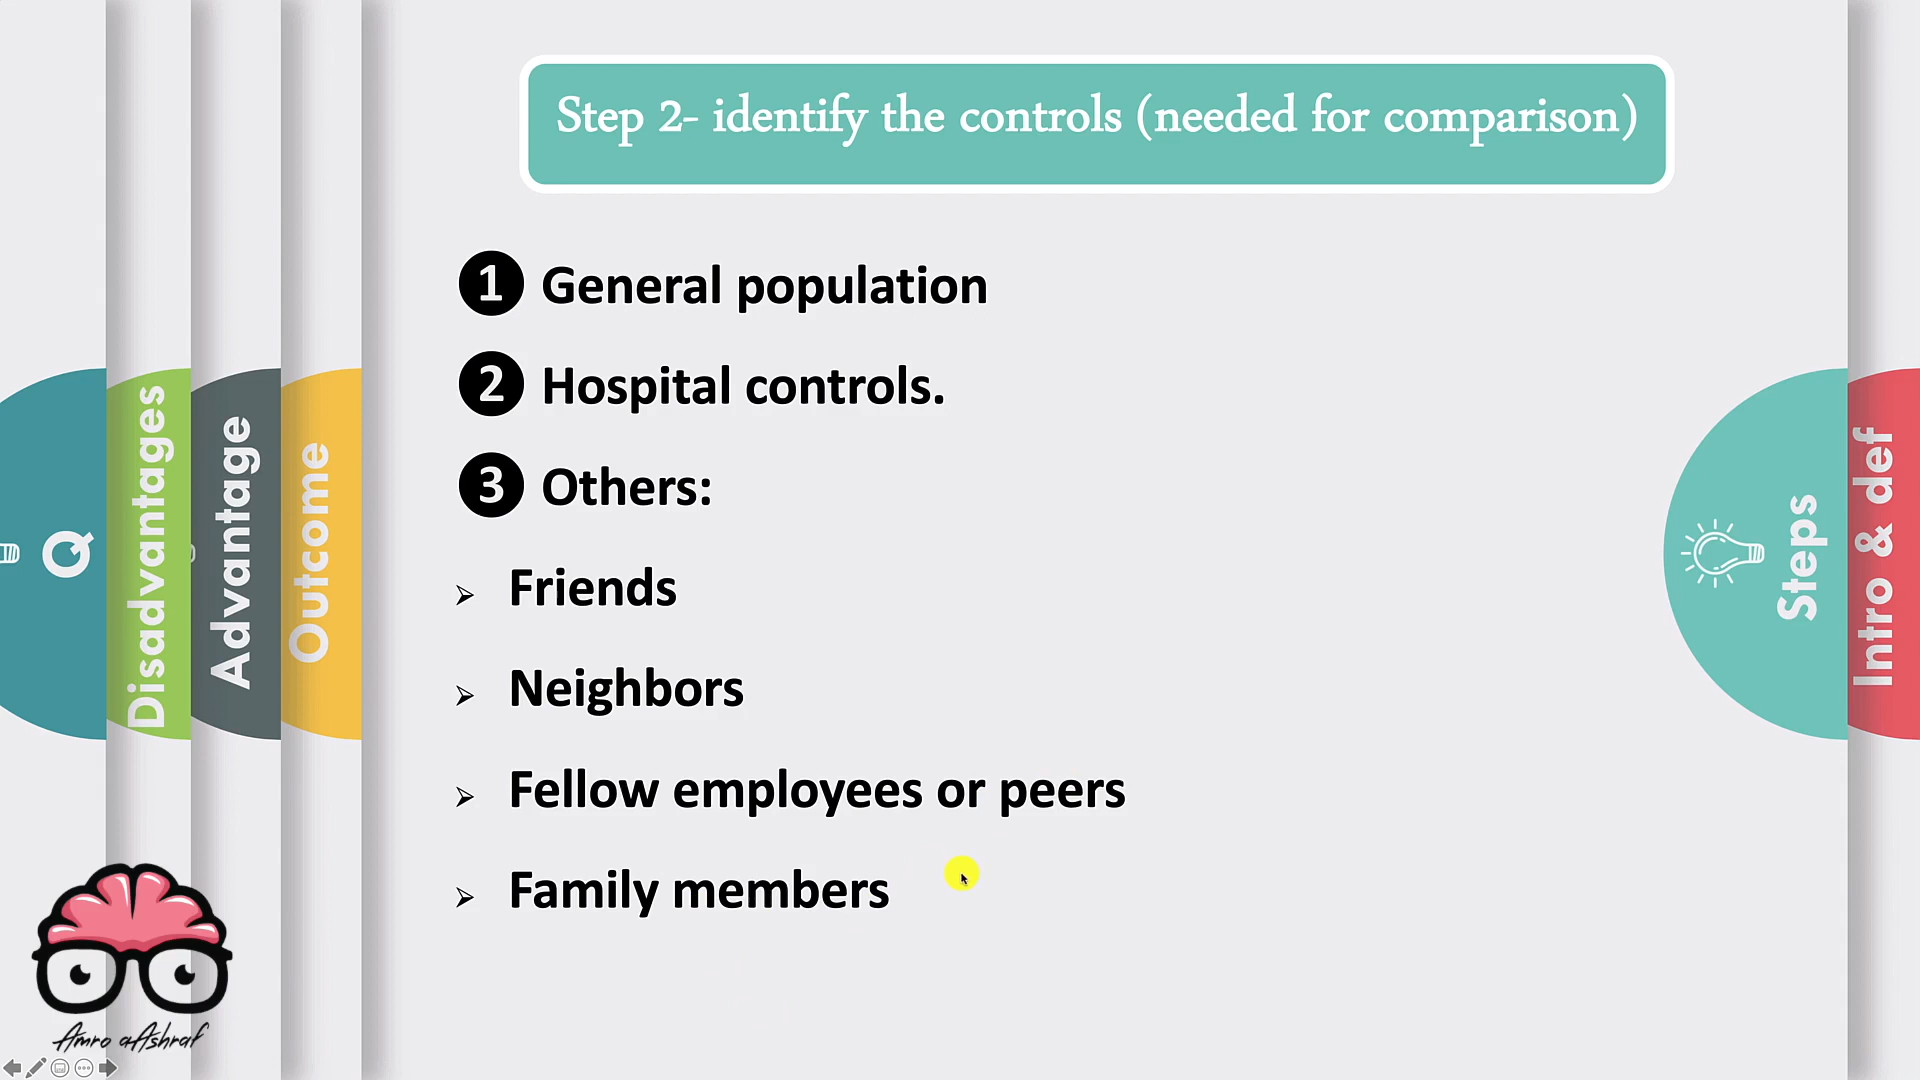 Step 2- identify the controls (needed for comparison)
1 General population
2 Hospital controls.
3 Others:
➢ Friends
➢ Neighbors
➢ Fellow employees or peers
➢ Family members
Q
Disadvantages
Advantage
Outcome
Steps
Intro & def
Amro aAshraf